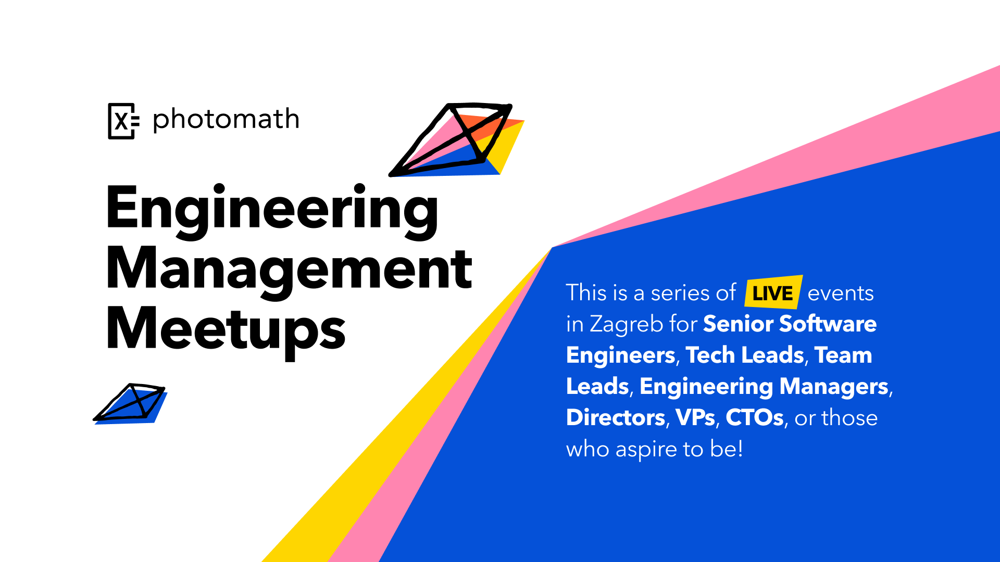 X
photomath
Engineering
Management
Meetups
This is a series of LIVE events
in Zagreb for Senior Software
Engineers, Tech Leads, Team
Leads, Engineering Managers,
Directors, VPs, CTOs, or those
who aspire to be!